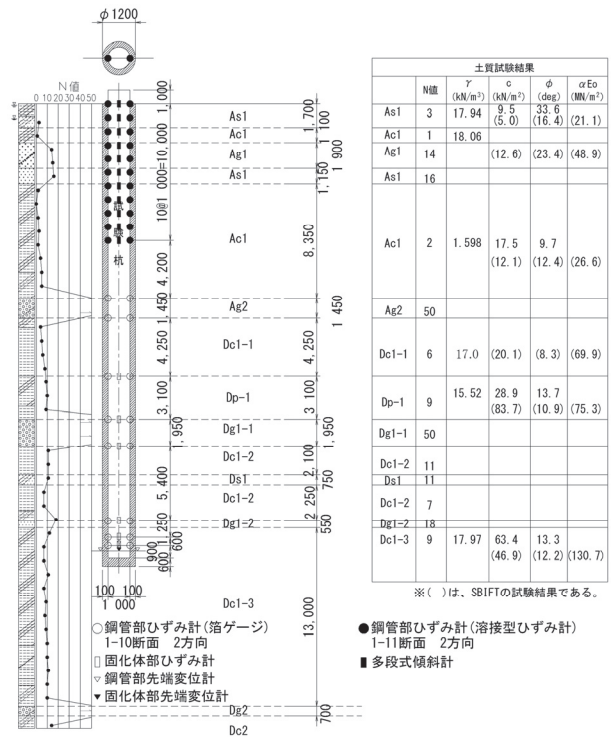 φ1200
N値
0 10 20 30 40 50
1,000
1,000
10@1,000=10,000
4,200
1,450
4,250
3,100
1,950
5,400
1,250
600
900
600
100 100
1 000
試
験
杭
As1
Ac1
Ag1
As1
Ac1
Ag2
Dc1-1
Dp-1
Dg1-1
Dc1-2
Ds1
Dc1-2
Dg1-2
Dc1-3
Dg2
Dc2
1,700
1 100
1 900
1,150
8,350
1 450
4,250
3 100
1,950
2,100
750
2 250
550
13,000
700
土質試験結果
N値 γ (kN/m³) c (kN/m²) φ (deg) αEo (MN/m²)
As1 3 17.94 9.5 (5.0) 33.6 (16.4) (21.1)
Ac1 1 18.06
Ag1 14 (12.6) (23.4) (48.9)
As1 16
Ac1 2 1.598 17.5 (12.1) 9.7 (12.4) (26.6)
Ag2 50
Dc1-1 6 17.0 (20.1) (8.3) (69.9)
Dp-1 9 15.52 28.9 (83.7) 13.7 (10.9) (75.3)
Dg1-1 50
Dc1-2 11
Ds1 11
Dc1-2 7
Dg1-2 18
Dc1-3 9 17.97 63.4 (46.9) 13.3 (12.2) (130.7)
※( )は、SBIFTの試験結果である。
○鋼管部ひずみ計(箔ゲージ)
1-10断面 2方向
▯固化体部ひずみ計
▽鋼管部先端変位計
▼固化体部先端変位計
●鋼管部ひずみ計(溶接型ひずみ計)
1-11断面 2方向
▮多段式傾斜計